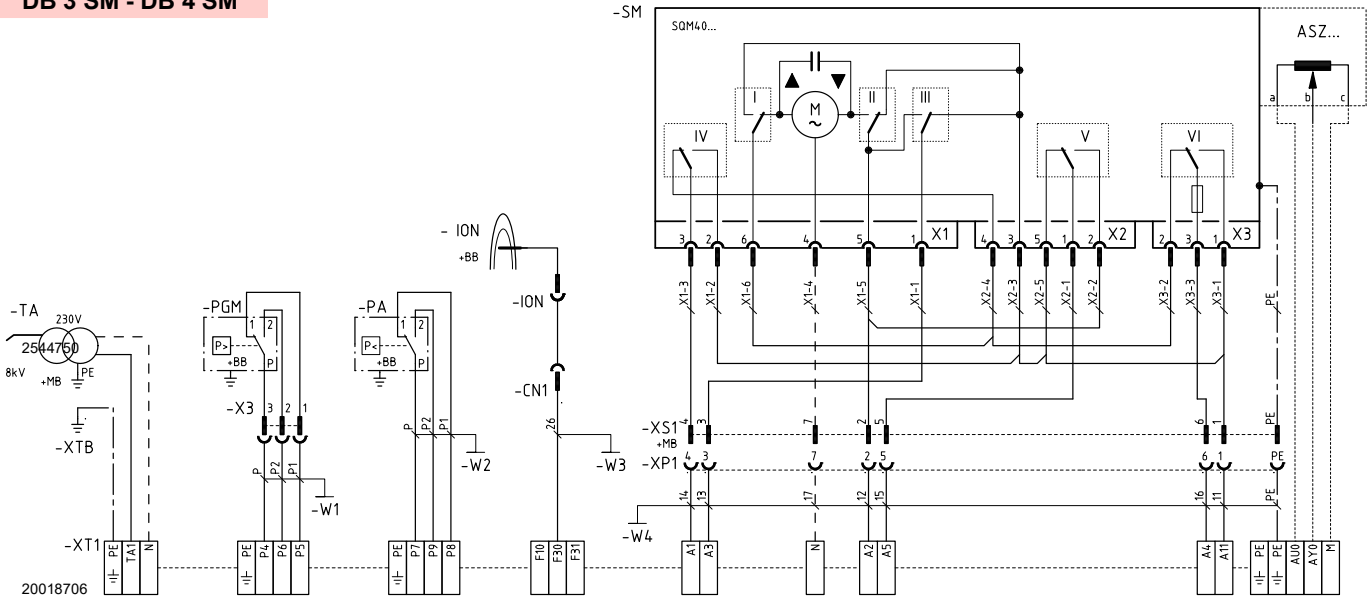 DB 3 SM - DB 4 SM
-SM
SQM40...
ASZ...
a b c
I
M
~
II
III
IV
V
VI
3 2 6 4 5 1 X1
4 3 5 1 2 X2
2 3 1 X3
X1-3 X1-2 X1-6 X1-4 X1-5 X1-1 X2-4 X2-3 X2-5 X2-1 X2-2 X3-2 X3-3 X3-1 PE
- ION
+BB
-ION
-CN1
26
-W3
-TA
230V
2544750
8kV
+MB
PE
-XTB
-PGM
1 2
P>
+BB
P
-X3 3 2 1
P P2 P1
-W1
-PA
1 2
P<
+BB
P
P P2 P1
-W2
-XS1
+MB
4 3 7 2 5 6 1 PE
-XP1
4 3 7 2 5 6 1 PE
14 13 17 12 15 16 11 PE
-W4
-XT1
PE TA1 N
PE P4 P6 P5
PE P7 P9 P8
F10 F30 F31
A1 A3
N
A2 A5
A4 A11
PE PE AU0 AY0 M
20018706